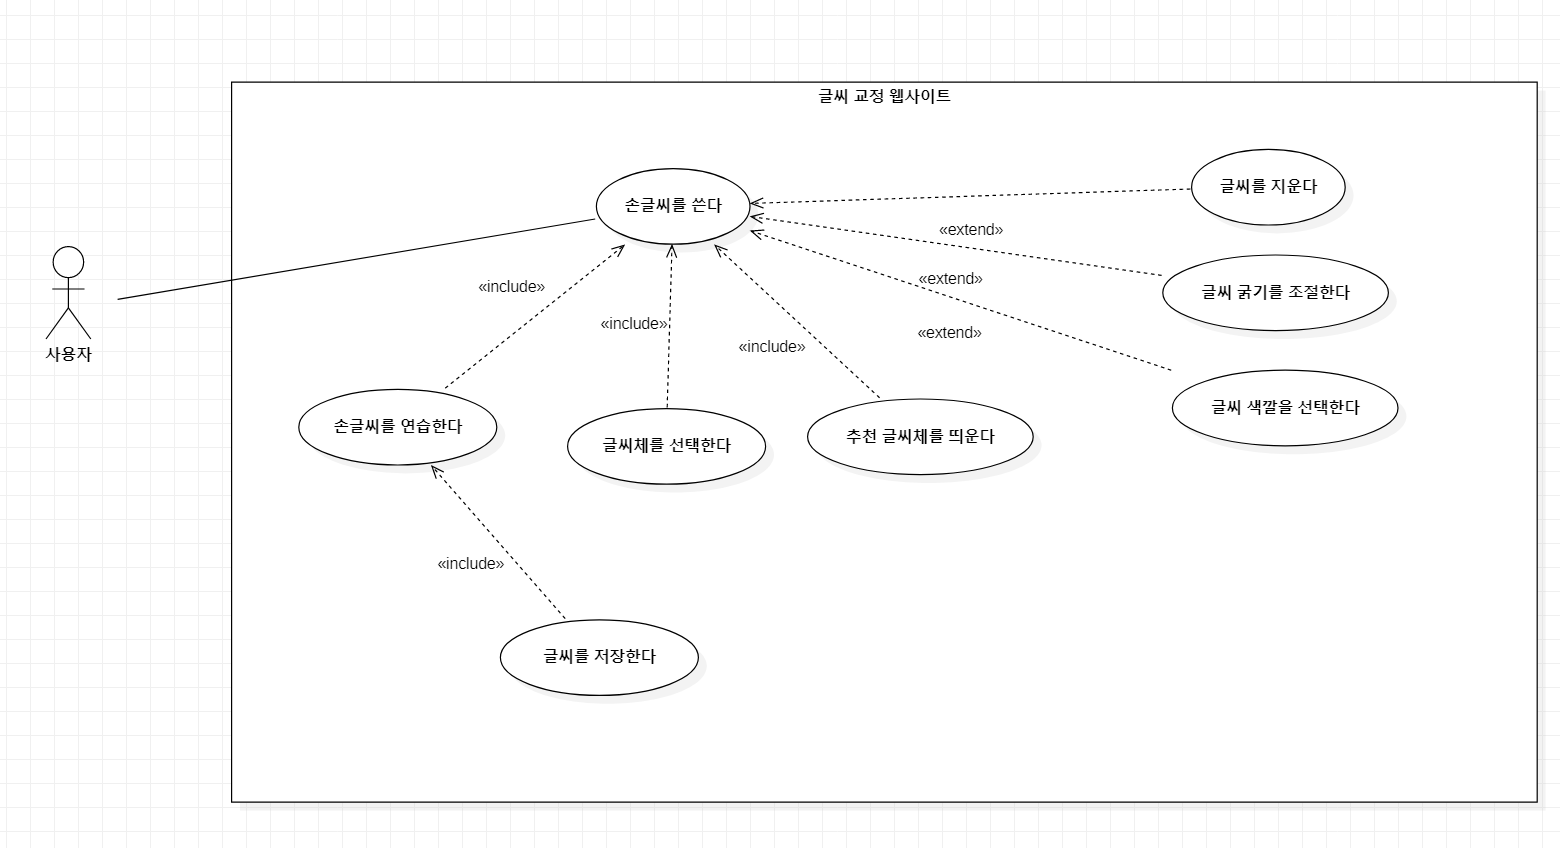 글씨 교정 웹사이트
손글씨를 쓴다
글씨를 지운다
«extend»
글씨 굵기를 조절한다
«extend»
«include»
«include»
«extend»
«include»
사용자
글씨 색깔을 선택한다
손글씨를 연습한다
글씨체를 선택한다
추천 글씨체를 띄운다
«include»
글씨를 저장한다